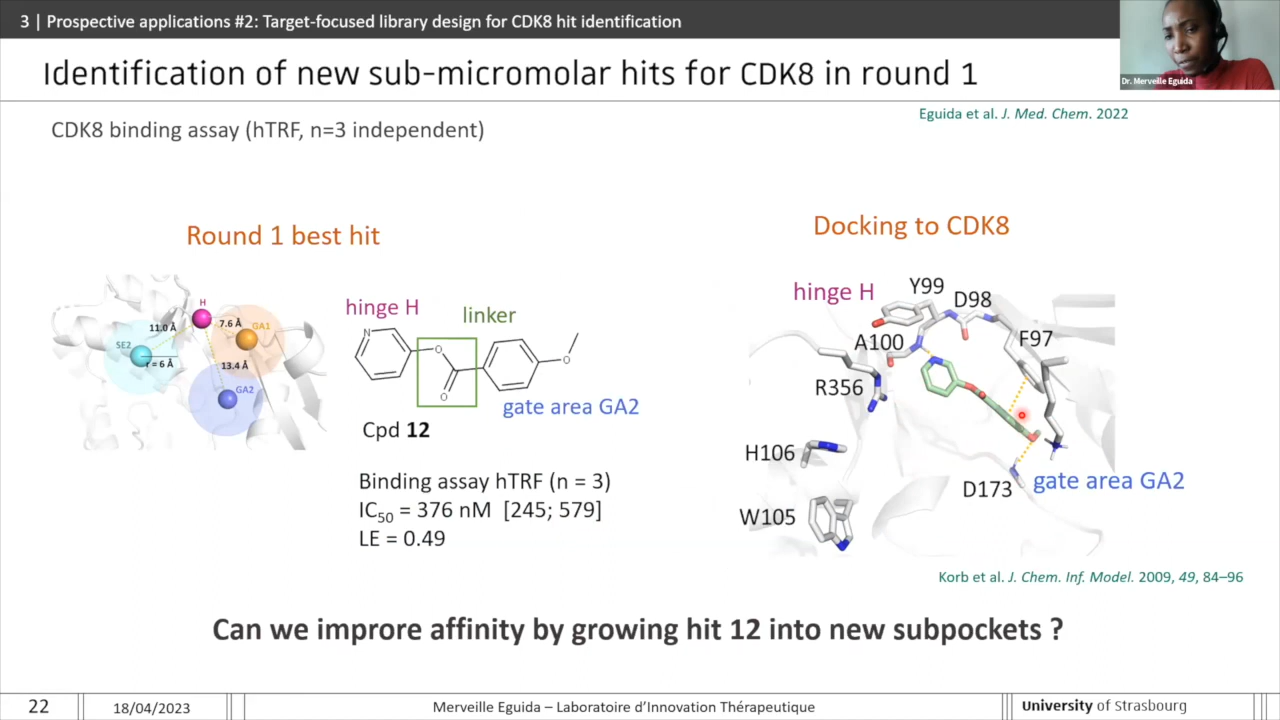 3 | Prospective applications #2: Target-focused library design for CDK8 hit identification
Dr. Merveille Eguida
Identification of new sub-micromolar hits for CDK8 in round 1
Eguida et al. J. Med. Chem. 2022
CDK8 binding assay (hTRF, n=3 independent)
Round 1 best hit
H
11.0 Å
7.6 Å
GA1
SE2
r = 6 Å
13.4 Å
GA2
hinge H
linker
N
O
O
O
gate area GA2
Cpd 12
Binding assay hTRF (n = 3)
IC50 = 376 nM [245; 579]
LE = 0.49
Docking to CDK8
hinge H
Y99
D98
A100
F97
R356
H106
D173
gate area GA2
W105
Korb et al. J. Chem. Inf. Model. 2009, 49, 84–96
Can we improre affinity by growing hit 12 into new subpockets ?
22
18/04/2023
Merveille Eguida – Laboratoire d’Innovation Thérapeutique
University of Strasbourg